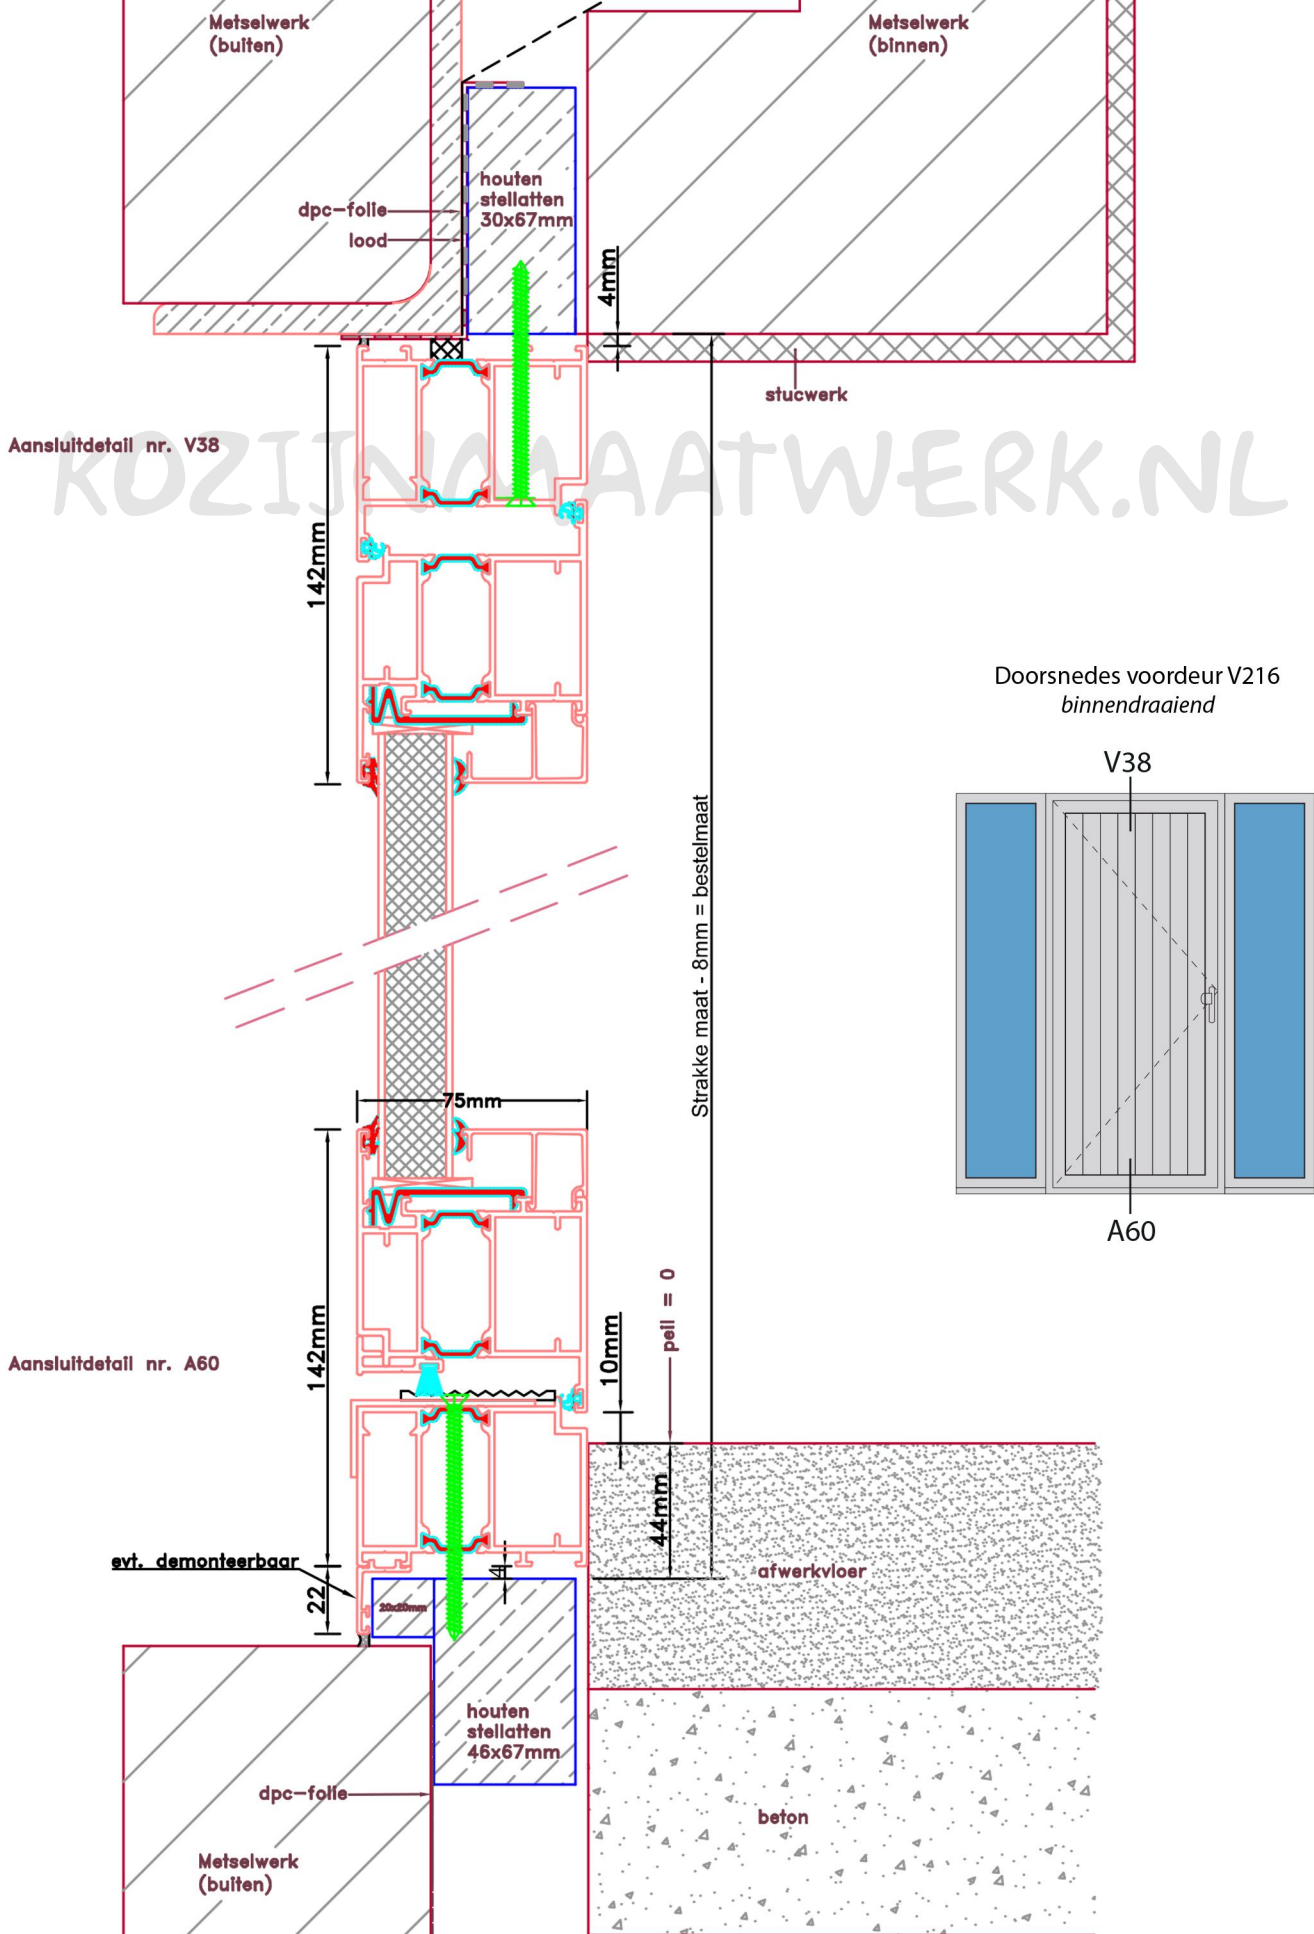 Metselwerk
(buiten)
Metselwerk
(binnen)
houten
stellatten
30x67mm
dpc-folie
lood
4mm
stucwerk
Aansluitdetail nr. V38
KOZIJNMAATWERK.NL
142mm
Doorsnedes voordeur V216
binnendraaiend
V38
Strakke maat - 8mm = bestelmaat
75mm
A60
peil = 0
10mm
142mm
Aansluitdetail nr. A60
44mm
evt. demonteerbaar
4
afwerkvloer
22
20x20mm
houten
stellatten
46x67mm
dpc-folie
beton
Metselwerk
(buiten)